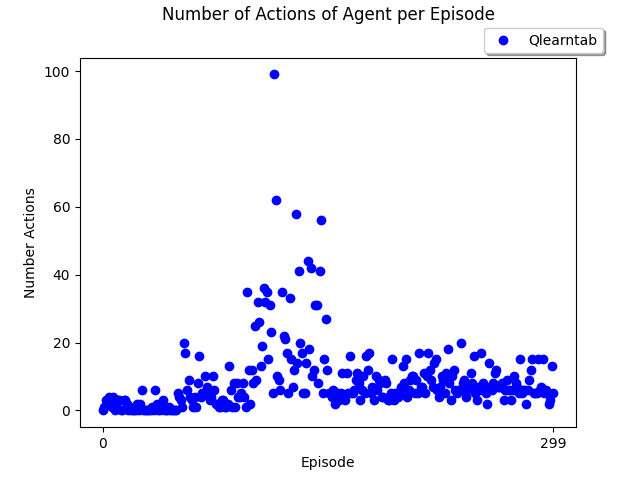 Number of Actions of Agent per Episode
Qlearntab
100
80
60
40
20
0
Number Actions
0
299
Episode